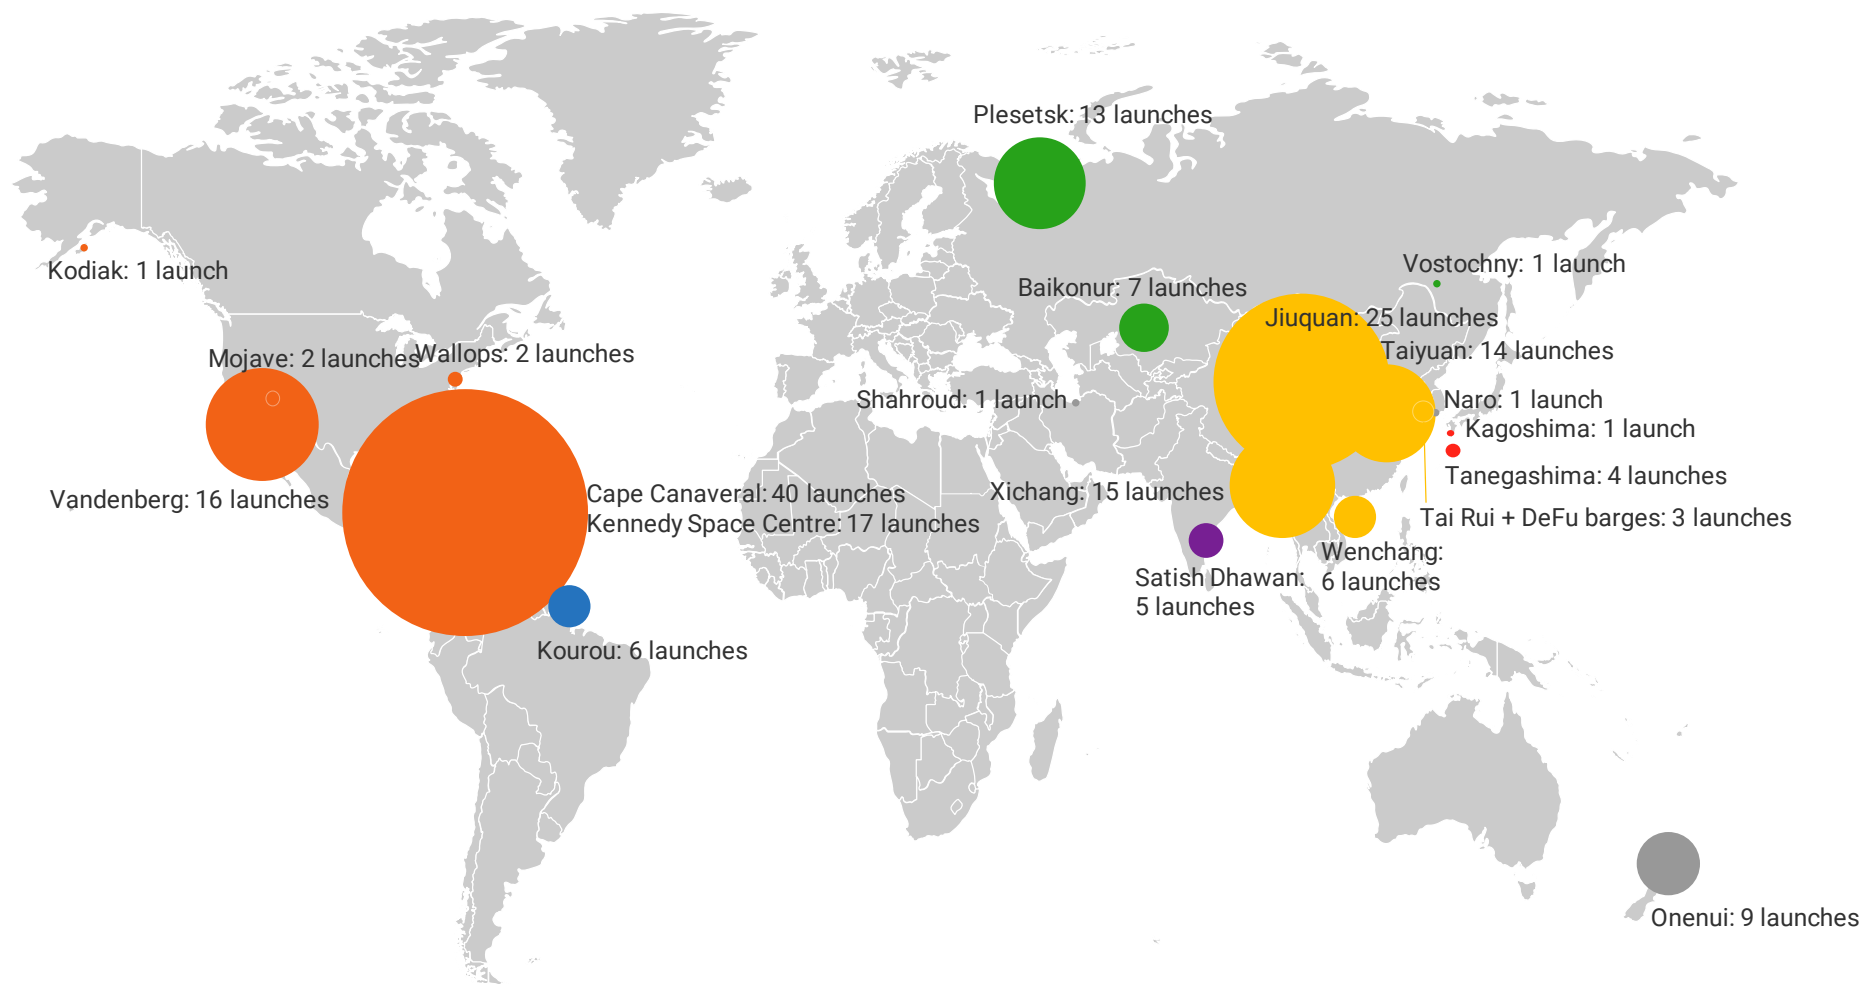 Plesetsk: 13 launches
Kodiak: 1 launch
Vostochny: 1 launch
Baikonur: 7 launches
Jiuquan: 25 launches
Mojave: 2 launches
Wallops: 2 launches
Taiyuan: 14 launches
Shahroud: 1 launch
Naro: 1 launch
Kagoshima: 1 launch
Tanegashima: 4 launches
Vandenberg: 16 launches
Cape Canaveral: 40 launches
Kennedy Space Centre: 17 launches
Xichang: 15 launches
Tai Rui + DeFu barges: 3 launches
Wenchang:
6 launches
Satish Dhawan:
5 launches
Kourou: 6 launches
Onenui: 9 launches